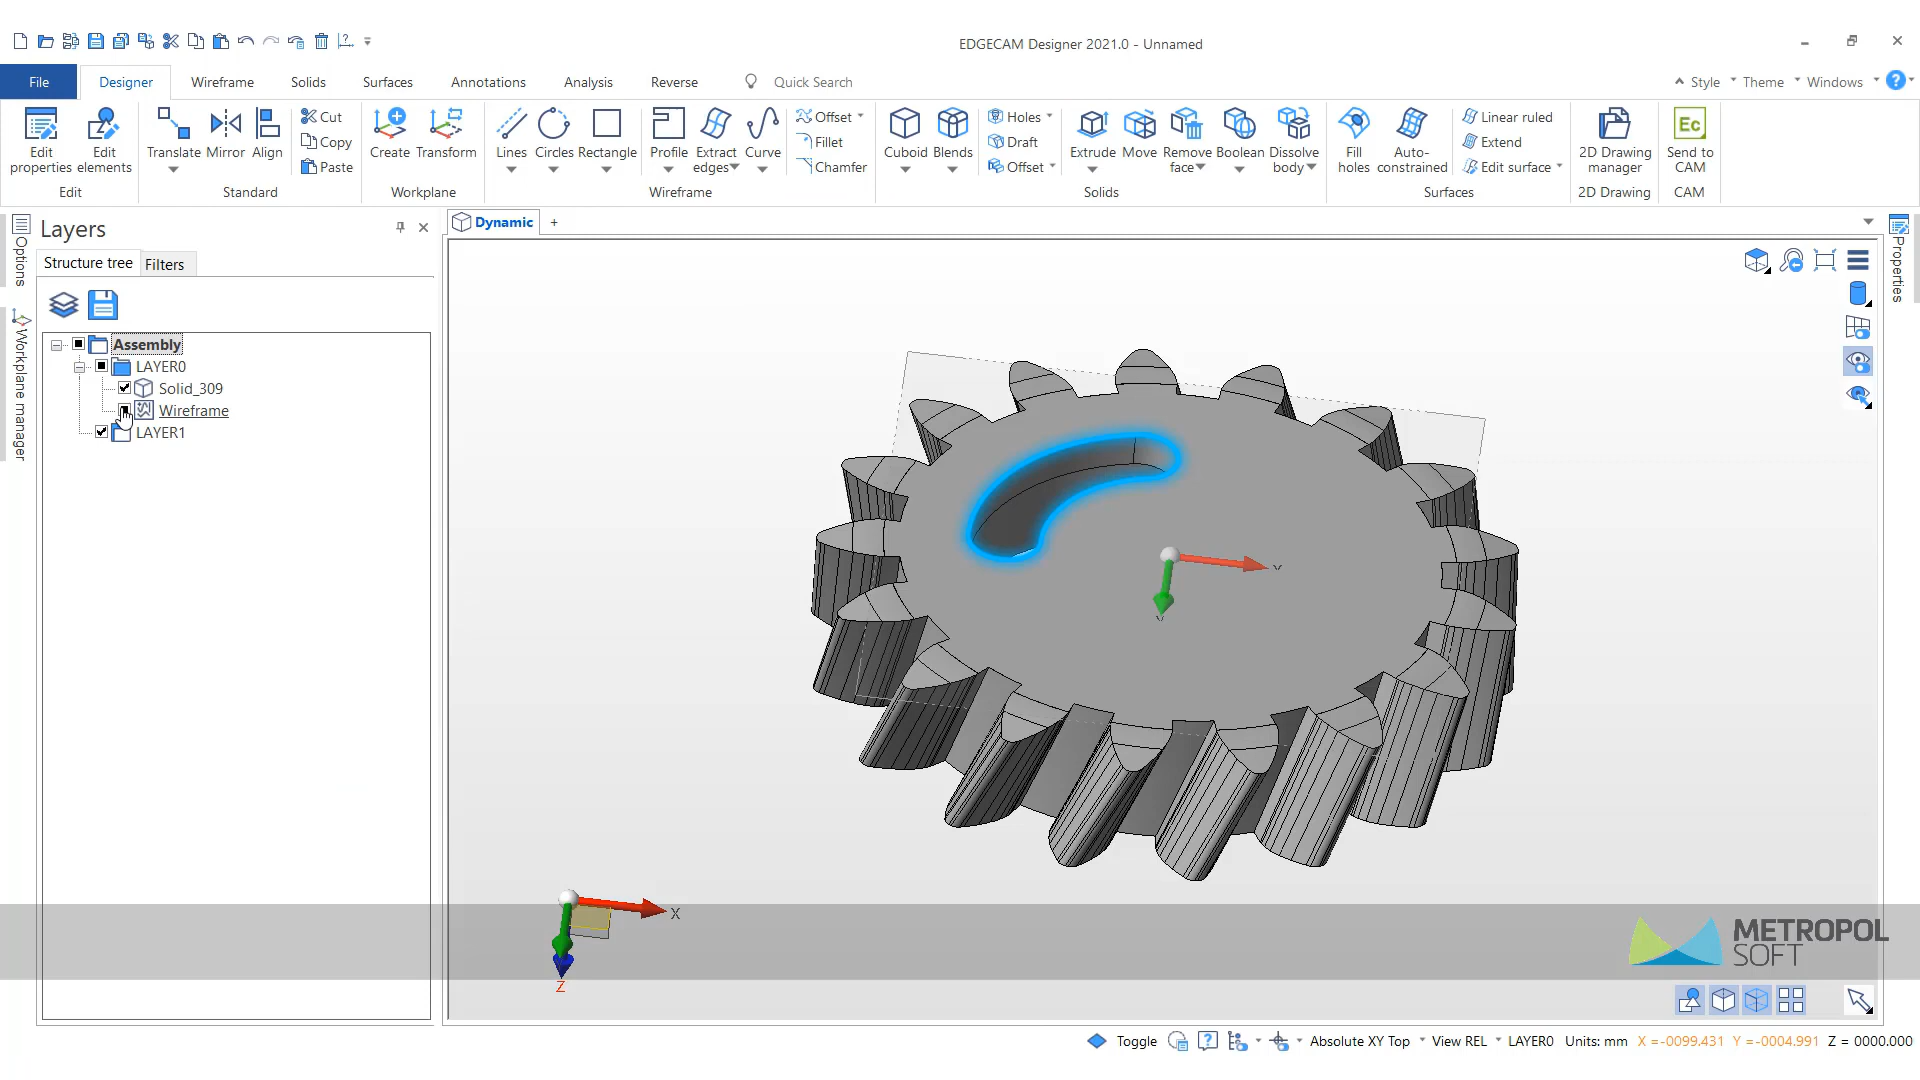 EDGECAM Designer 2021.0 - Unnamed
File Designer Wireframe Solids Surfaces Annotations Analysis Reverse Quick Search Style Theme Windows ?
Edit properties Edit elements Translate Mirror Align Cut Copy Paste Create Transform Lines Circles Rectangle Profile Extract edges Curve Offset Fillet Chamfer Cuboid Blends Holes Draft Offset Extrude Move Remove face Boolean Dissolve body Fill holes Auto-constrained Linear ruled Extend Edit surface 2D Drawing manager Ec Send to CAM
Edit Standard Workplane Wireframe Solids Surfaces 2D Drawing CAM
Options
Workplane manager
Layers
Structure tree Filters
Assembly
LAYER0
Solid_309
Wireframe
LAYER1
Dynamic +
Properties
X
Z
METROPOL
SOFT
Toggle Absolute XY Top View REL LAYER0 Units: mm X =-0099.431 Y =-0004.991 Z = 0000.000